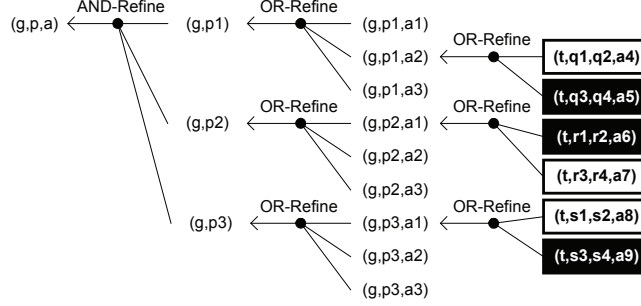 AND-Refine OR-Refine
(g,p,a) (g,p1) (g,p1,a1) OR-Refine
(g,p1,a2) (t,q1,q2,a4)
(g,p1,a3) (t,q3,q4,a5)
OR-Refine OR-Refine
(g,p2) (g,p2,a1) (t,r1,r2,a6)
(g,p2,a2) (t,r3,r4,a7)
(g,p2,a3)
OR-Refine OR-Refine (t,s1,s2,a8)
(g,p3) (g,p3,a1)
(g,p3,a2) (t,s3,s4,a9)
(g,p3,a3)